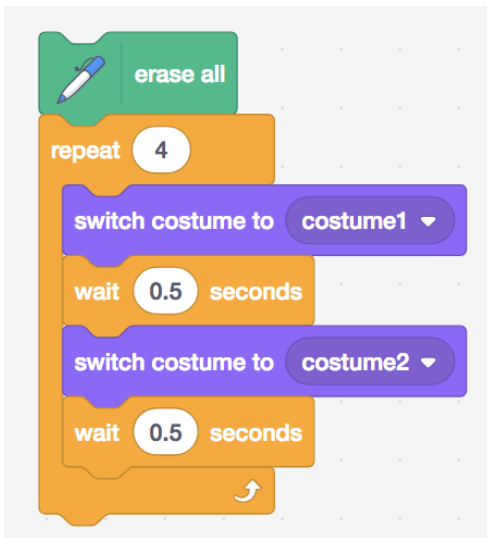 erase all
repeat 4
switch costume to costume1
wait 0.5 seconds
switch costume to costume2
wait 0.5 seconds